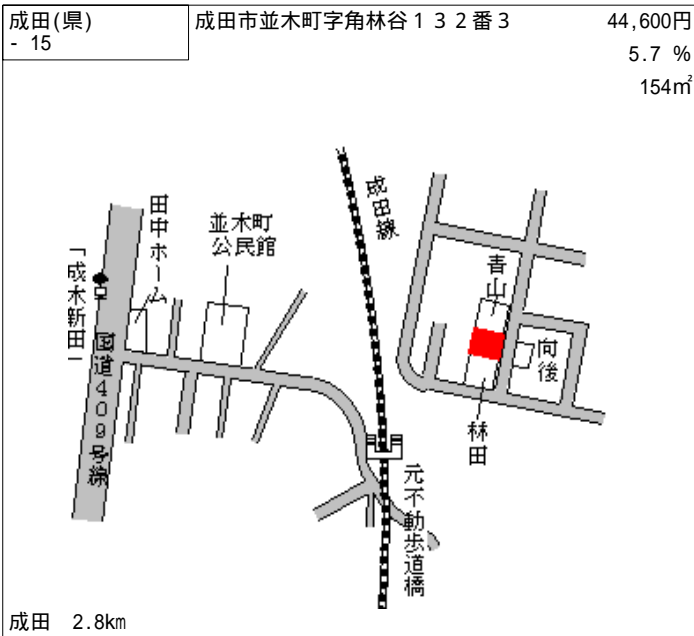 成田(県)
- 15
成田市並木町字角林谷１３２番３
44,600円
5.7 %
154㎡
成田線
田中ホーム
並木町
公民館
「成木新田」
国道409号線
青山
向後
林田
元不動歩道橋
成田 2.8km